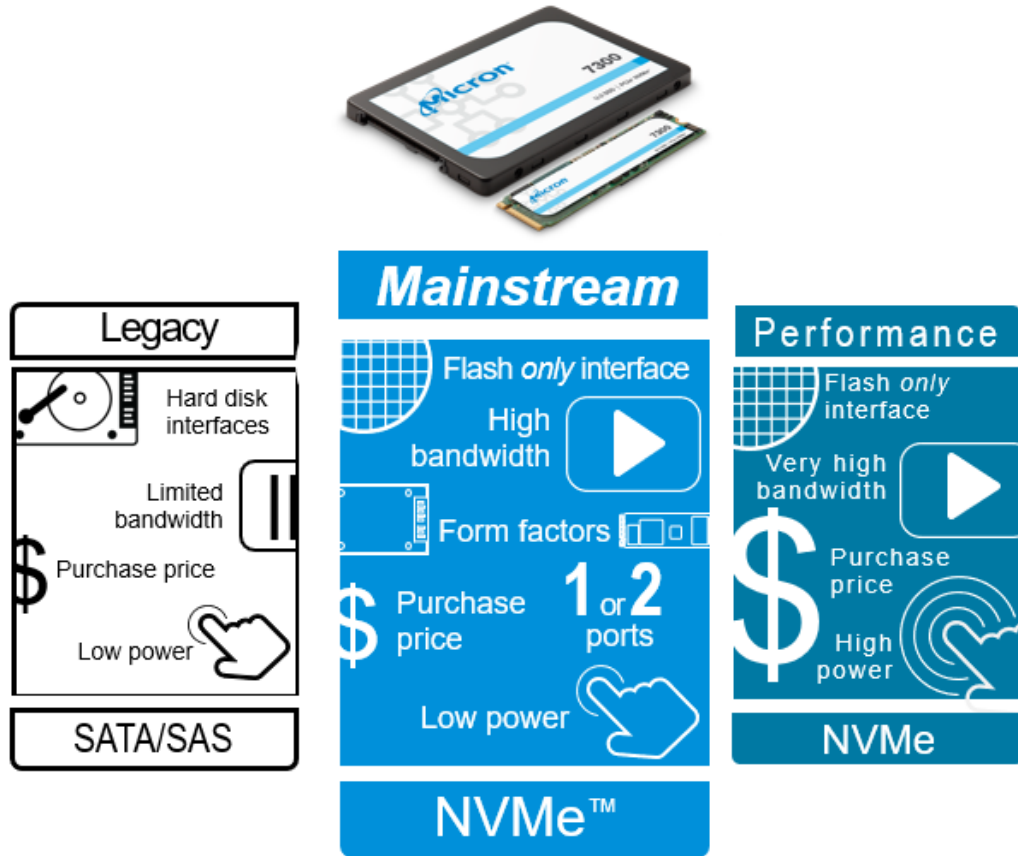 Micron
7300
Micron
7300
Mainstream
Legacy
Performance
Hard disk
interfaces
Limited
bandwidth
$
Purchase price
Low power
SATA/SAS
Flash only interface
High
bandwidth
Form factors
$
Purchase
price
1 or 2
ports
Low power
NVMe™
Flash only
interface
Very high
bandwidth
$
Purchase
price
High
power
NVMe